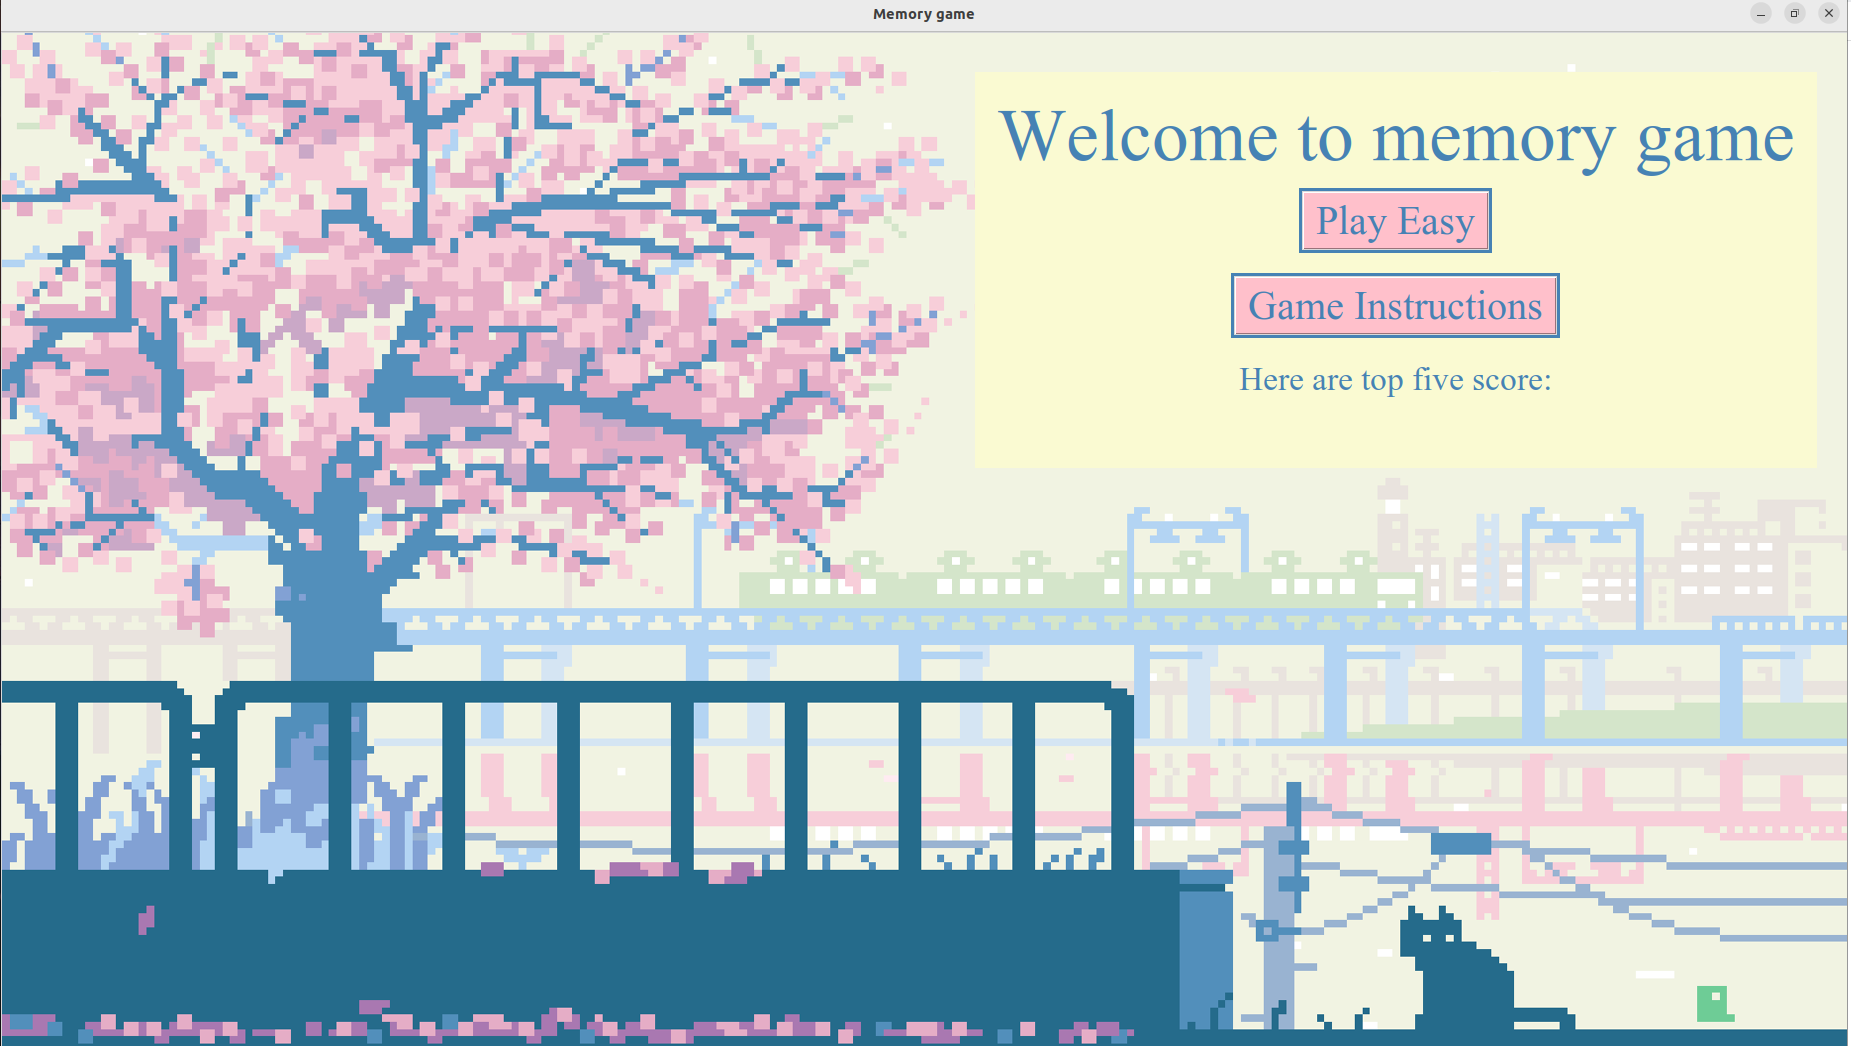 Memory game
Welcome to memory game
Play Easy
Game Instructions
Here are top five score: